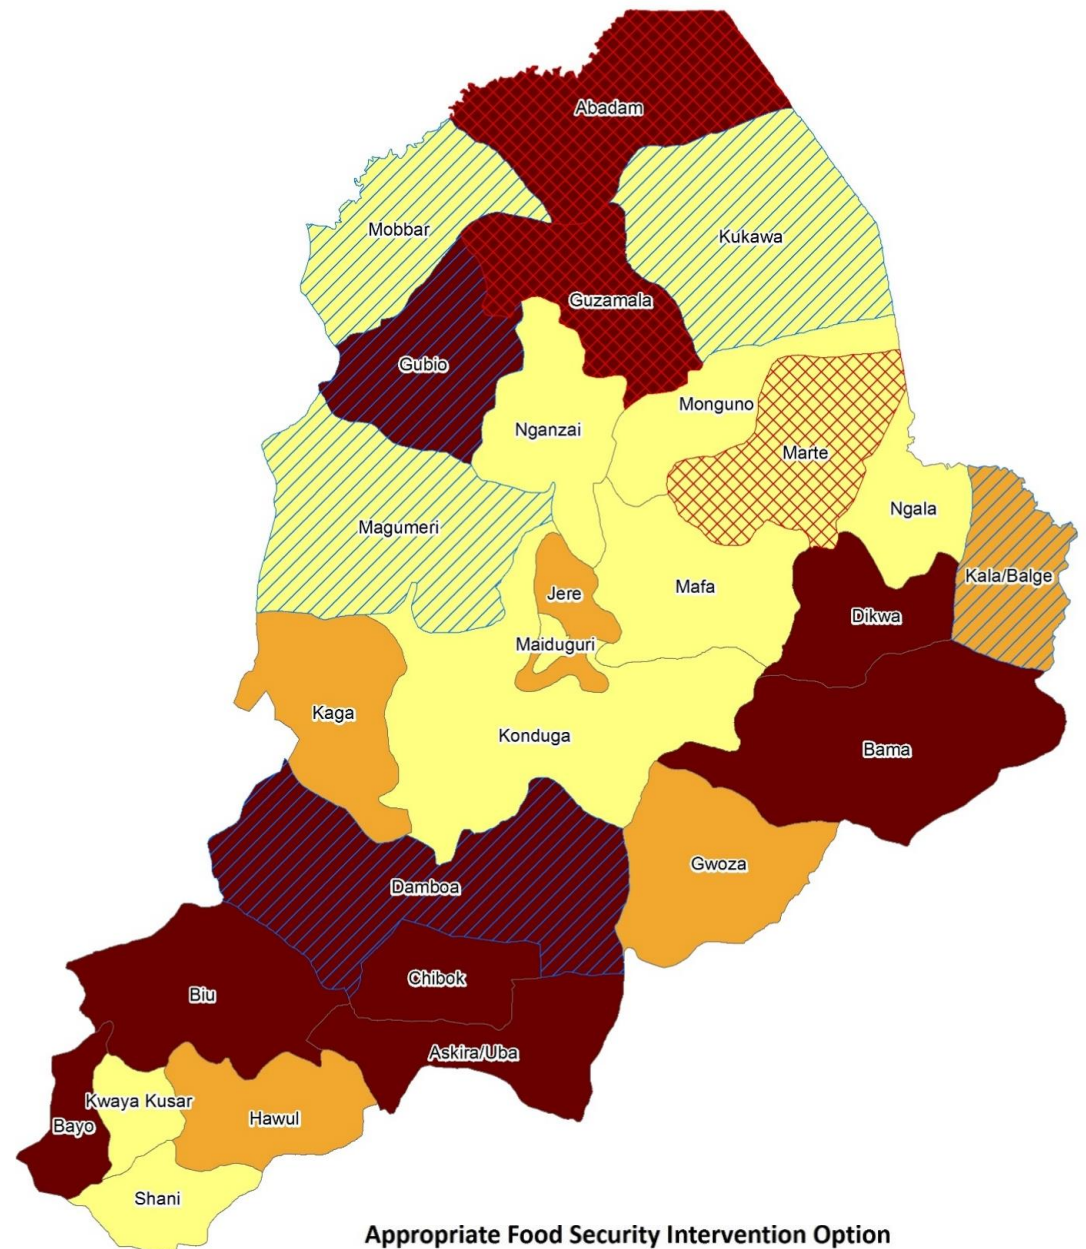 Abadam
Mobbar
Kukawa
Guzamala
Gubio
Monguno
Nganzai
Marte
Ngala
Magumeri
Kala/Balge
Mafa
Jere
Dikwa
Maiduguri
Kaga
Konduga
Bama
Gwoza
Damboa
Chibok
Biu
Askira/Uba
Kwaya Kusar
Hawul
Bayo
Shani
Appropriate Food Security Intervention Option